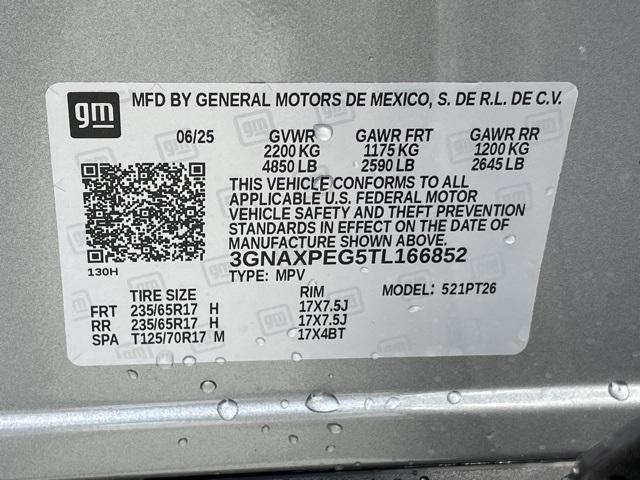 gm
MFD BY GENERAL MOTORS DE MEXICO, S. DE R.L. DE C.V.
06/25 GVWR GAWR FRT GAWR RR
2200 KG 1175 KG 1200 KG
4850 LB 2590 LB 2645 LB
THIS VEHICLE CONFORMS TO ALL
APPLICABLE U.S. FEDERAL MOTOR
VEHICLE SAFETY AND THEFT PREVENTION
STANDARDS IN EFFECT ON THE DATE OF
MANUFACTURE SHOWN ABOVE.
130H
3GNAXPEG5TL166852
TYPE: MPV MODEL: 521PT26
TIRE SIZE RIM
FRT 235/65R17 H 17X7.5J
RR 235/65R17 H 17X7.5J
SPA T125/70R17 M 17X4BT